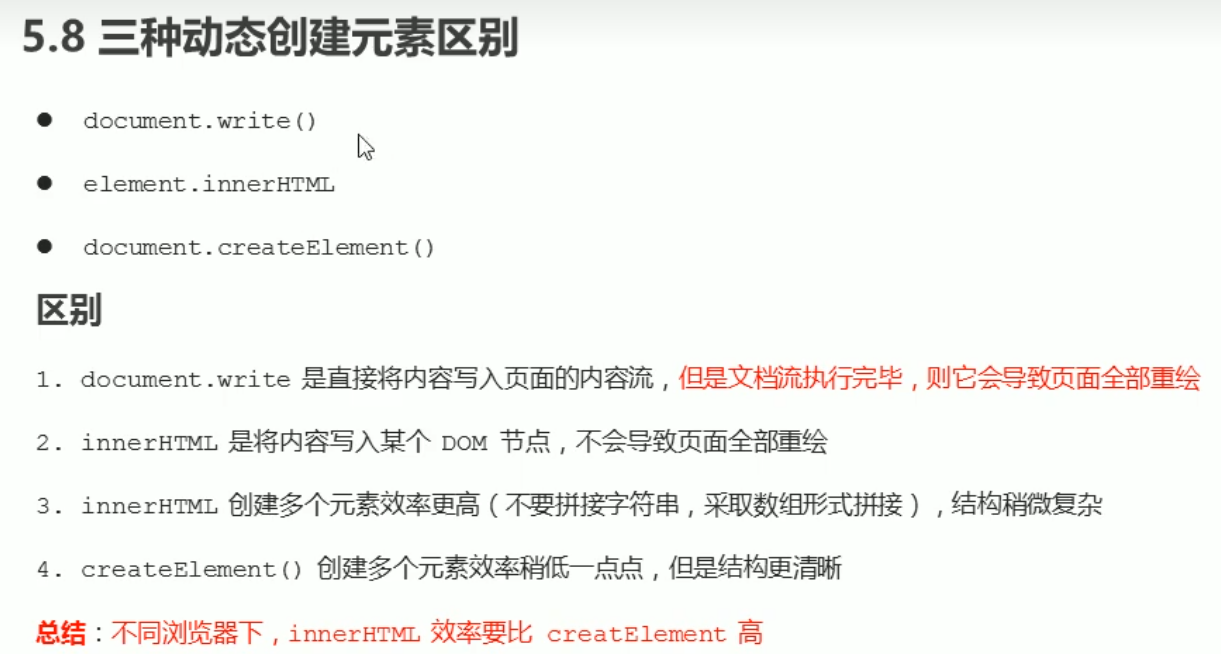 5.8 三种动态创建元素区别
● document.write()
● element.innerHTML
● document.createElement()
区别
1. document.write 是直接将内容写入页面的内容流，但是文档流执行完毕，则它会导致页面全部重绘
2. innerHTML 是将内容写入某个 DOM 节点，不会导致页面全部重绘
3. innerHTML 创建多个元素效率更高（不要拼接字符串，采取数组形式拼接），结构稍微复杂
4. createElement() 创建多个元素效率稍低一点点，但是结构更清晰
总结：不同浏览器下，innerHTML 效率要比 creatElement 高